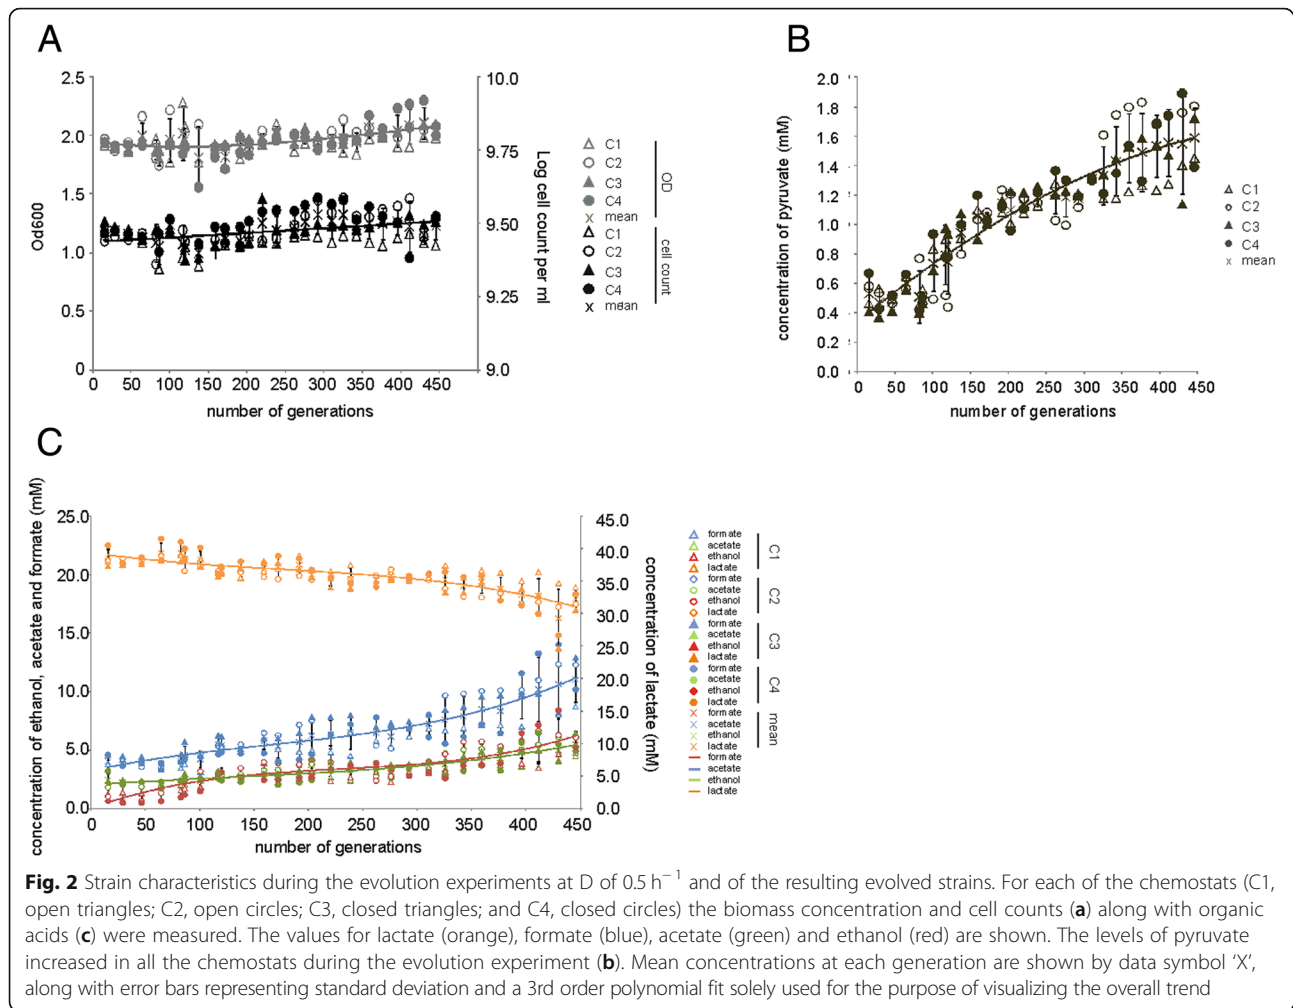 A
Od600
2.5
2.0
1.5
1.0
0.5
0
0 50 100 150 200 250 300 350 400 450
number of generations
10.0
9.75
9.50
9.25
9.0
Log cell count per ml
C1
C2
C3
C4
mean
OD
C1
C2
C3
C4
mean
cell count
B
concentration of pyruvate (mM)
2.0
1.8
1.6
1.4
1.2
1.0
0.8
0.6
0.4
0.2
0.0
0 50 100 150 200 250 300 350 400 450
number of generations
C1
C2
C3
C4
mean
C
concentration of ethanol, acetate and formate (mM)
25.0
20.0
15.0
10.0
5.0
0.0
0 50 100 150 200 250 300 350 400 450
number of generations
45.0
40.0
35.0
30.0
25.0
20.0
15.0
10.0
5.0
0.0
concentration of lactate (mM)
formate
acetate
ethanol
lactate
C1
formate
acetate
ethanol
lactate
C2
formate
acetate
ethanol
lactate
C3
formate
acetate
ethanol
lactate
C4
formate
acetate
ethanol
lactate
mean
formate
acetate
ethanol
lactate
Fig. 2 Strain characteristics during the evolution experiments at D of 0.5 h⁻¹ and of the resulting evolved strains. For each of the chemostats (C1,
open triangles; C2, open circles; C3, closed triangles; and C4, closed circles) the biomass concentration and cell counts (a) along with organic
acids (c) were measured. The values for lactate (orange), formate (blue), acetate (green) and ethanol (red) are shown. The levels of pyruvate
increased in all the chemostats during the evolution experiment (b). Mean concentrations at each generation are shown by data symbol ‘X’,
along with error bars representing standard deviation and a 3rd order polynomial fit solely used for the purpose of visualizing the overall trend